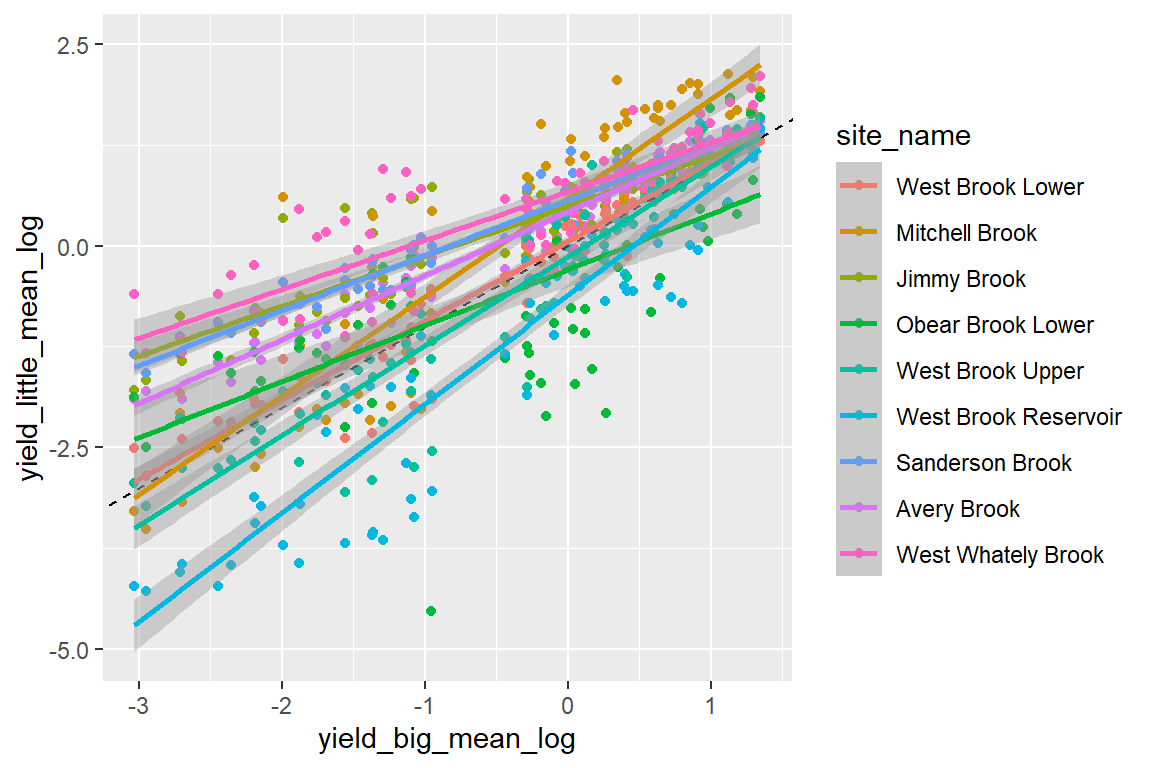 2.5
0.0
-2.5
-5.0
yield_little_mean_log
-3
-2
-1
0
1
yield_big_mean_log
site_name
West Brook Lower
Mitchell Brook
Jimmy Brook
Obear Brook Lower
West Brook Upper
West Brook Reservoir
Sanderson Brook
Avery Brook
West Whately Brook